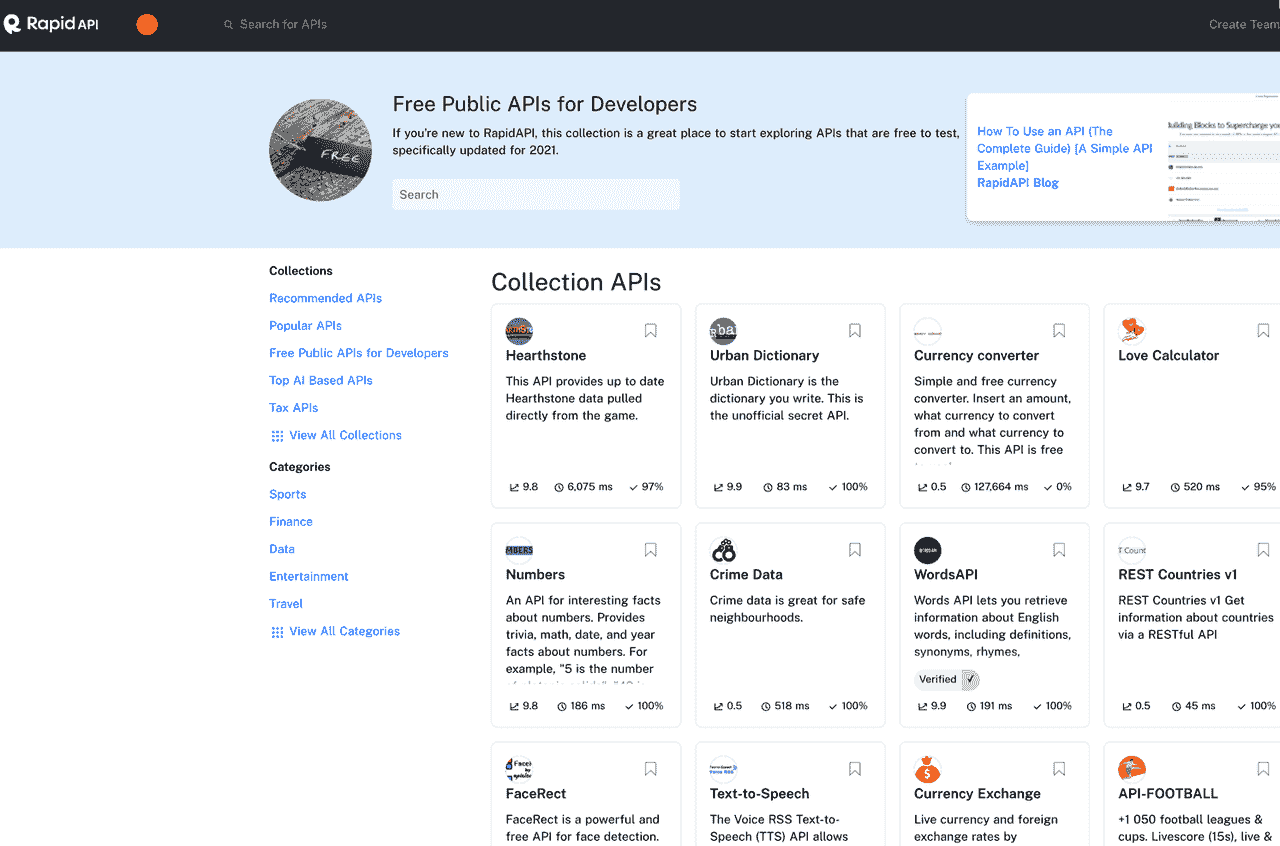 Rapid API
Search for APIs
Create Team
FREE
Free Public APIs for Developers
If you're new to RapidAPI, this collection is a great place to start exploring APIs that are free to test,
specifically updated for 2021.
Search
How To Use an API (The
Complete Guide) [A Simple API
Example]
RapidAPI Blog
Building Blocks to Supercharge
Collections
Recommended APIs
Popular APIs
Free Public APIs for Developers
Top AI Based APIs
Tax APIs
View All Collections
Categories
Sports
Finance
Data
Entertainment
Travel
View All Categories
Collection APIs
Hearthstone
This API provides up to date
Hearthstone data pulled
directly from the game.
9.8 6,075 ms 97%
Urban Dictionary
Urban Dictionary is the
dictionary you write. This is
the unofficial secret API.
9.9 83 ms 100%
Currency converter
Simple and free currency
converter. Insert an amount,
what currency to convert
from and what currency to
convert to. This API is free
0.5 127,664 ms 0%
Love Calculator
9.7 520 ms 95%
Numbers
An API for interesting facts
about numbers. Provides
trivia, math, date, and year
facts about numbers. For
example, "5 is the number
9.8 186 ms 100%
Crime Data
Crime data is great for safe
neighbourhoods.
0.5 518 ms 100%
WordsAPI
Words API lets you retrieve
information about English
words, including definitions,
synonyms, rhymes,
Verified
9.9 191 ms 100%
T Count
REST Countries v1
REST Countries v1 Get
information about countries
via a RESTful API
0.5 45 ms 100%
FaceRect
FaceRect is a powerful and
free API for face detection.
Text-to-Speech
The Voice RSS Text-to-
Speech (TTS) API allows
Currency Exchange
Live currency and foreign
exchange rates by
API-FOOTBALL
+1 050 football leagues &
cups. Livescore (15s), live &